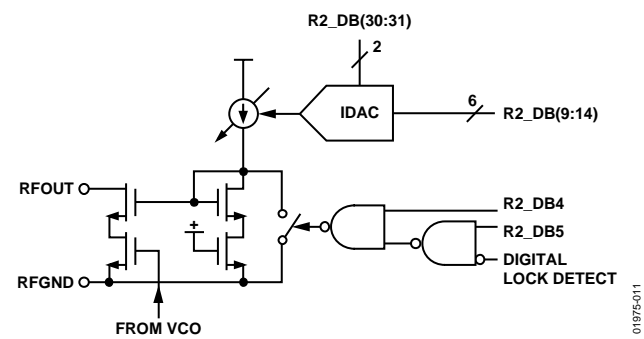 R2_DB(30:31)
2
IDAC
6
R2_DB(9:14)
RFOUT
R2_DB4
+
R2_DB5
DIGITAL
LOCK DETECT
RFGND
FROM VCO
01975-011